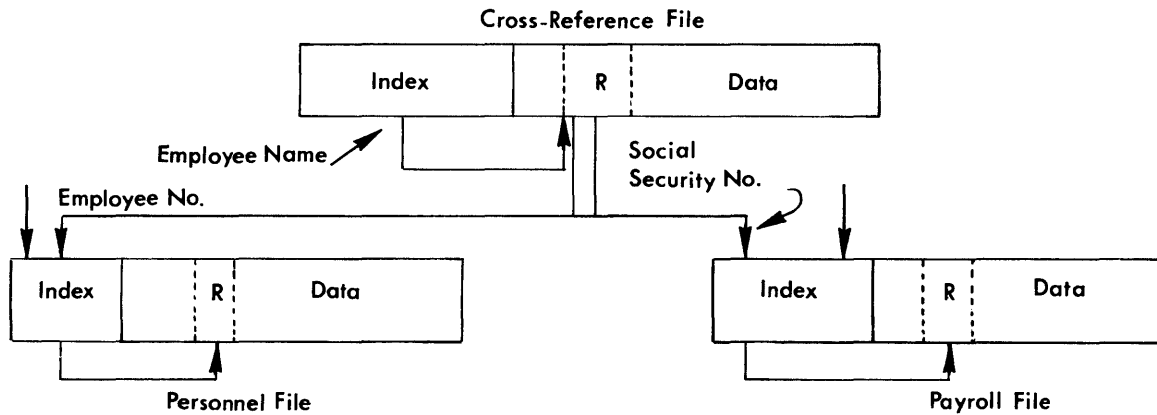 Cross-Reference File
Index R Data
Employee Name
Social
Security No.
Employee No.
Index R Data
Index R Data
Personnel File
Payroll File